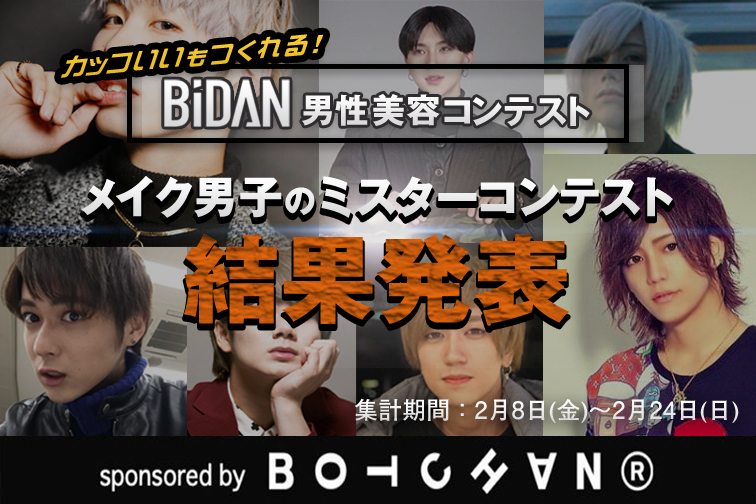 カッコいいもつくれる!
BiDAN 男性美容コンテスト
メイク男子のミスターコンテスト
結果発表
集計期間：2月8日(金)〜2月24日(日)
sponsored by BOTCHAN®